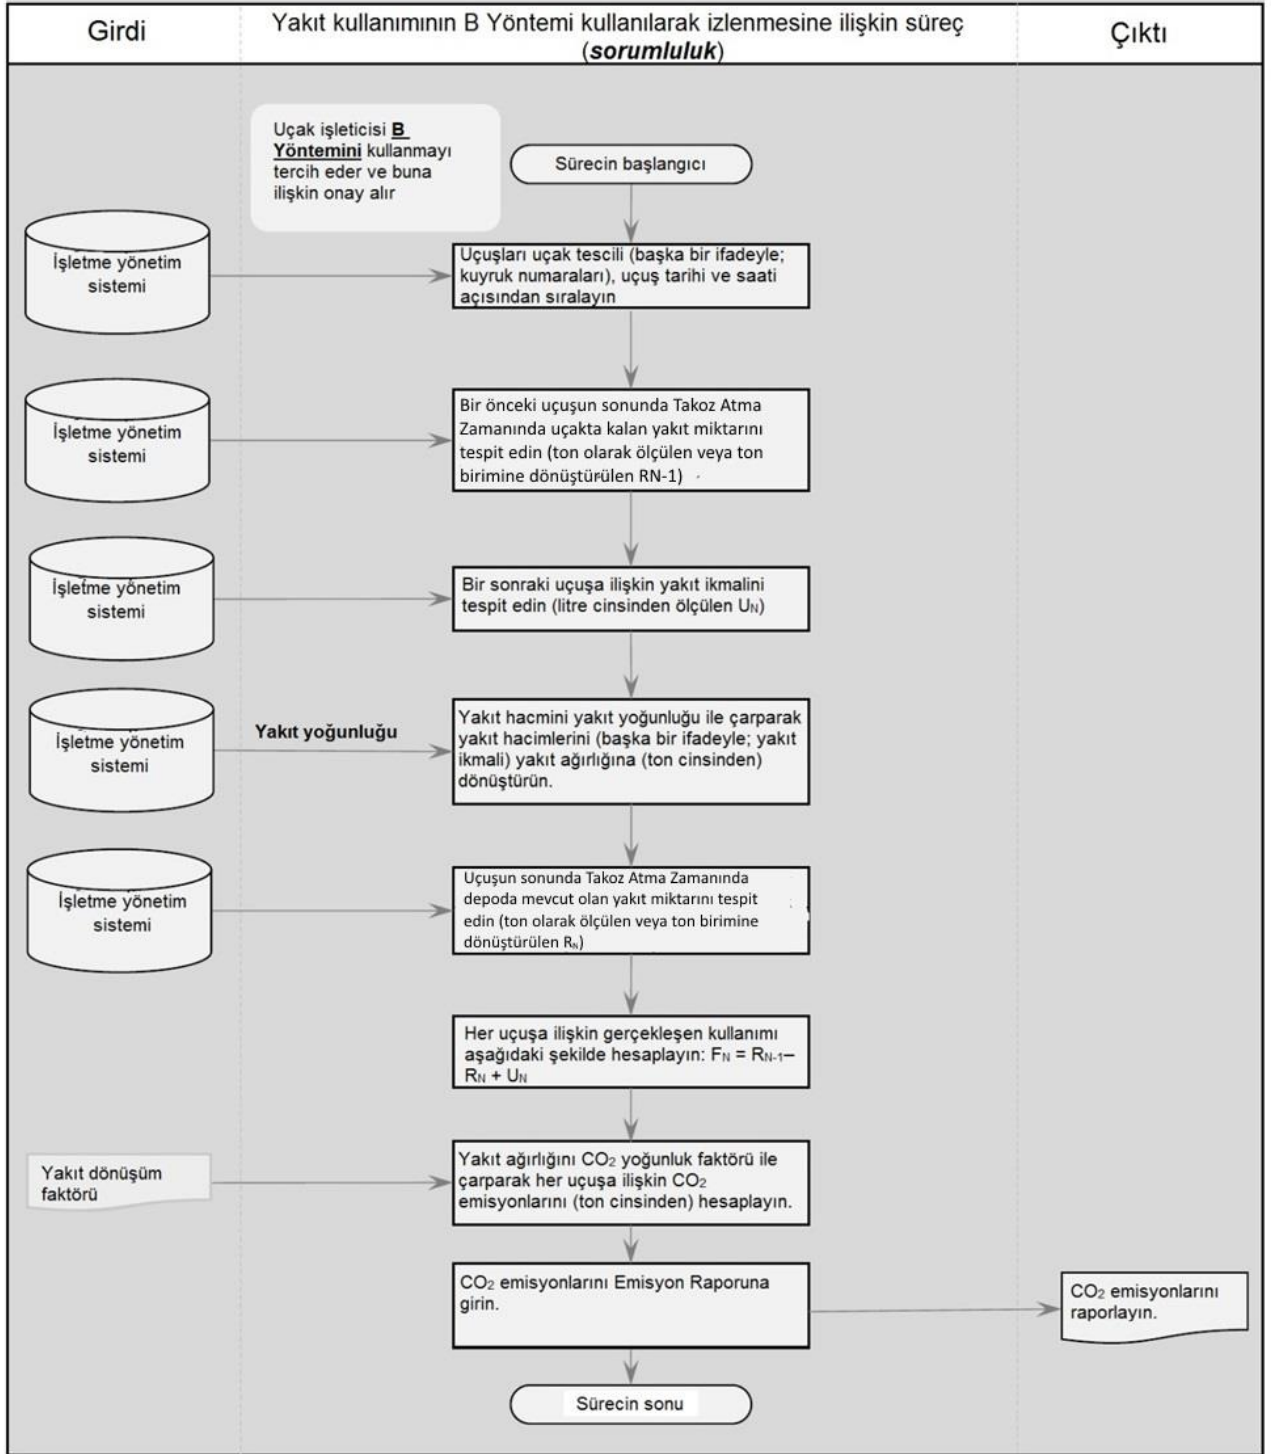 Girdi
Yakıt kullanımının B Yöntemi kullanılarak izlenmesine ilişkin süreç
(sorumluluk)
Çıktı
Uçak işleticisi B
Yöntemini kullanmayı
tercih eder ve buna
ilişkin onay alır
Sürecin başlangıcı
İşletme yönetim
sistemi
Uçuşları uçak tescili (başka bir ifadeyle;
kuyruk numaraları), uçuş tarihi ve saati
açısından sıralayın
İşletme yönetim
sistemi
Bir önceki uçuşun sonunda Takoz Atma
Zamanında uçakta kalan yakıt miktarını
tespit edin (ton olarak ölçülen veya ton
birimine dönüştürülen RN-1)
İşletme yönetim
sistemi
Bir sonraki uçuşa ilişkin yakıt ikmalini
tespit edin (litre cinsinden ölçülen UN)
İşletme yönetim
sistemi
Yakıt yoğunluğu
Yakıt hacmini yakıt yoğunluğu ile çarparak
yakıt hacimlerini (başka bir ifadeyle; yakıt
ikmali) yakıt ağırlığına (ton cinsinden)
dönüştürün.
İşletme yönetim
sistemi
Uçuşun sonunda Takoz Atma Zamanında
depoda mevcut olan yakıt miktarını tespit
edin (ton olarak ölçülen veya ton birimine
dönüştürülen RN)
Her uçuşa ilişkin gerçekleşen kullanımı
aşağıdaki şekilde hesaplayın: FN = RN-1–
RN + UN
Yakıt dönüşüm
faktörü
Yakıt ağırlığını CO2 yoğunluk faktörü ile
çarparak her uçuşa ilişkin CO2
emisyonlarını (ton cinsinden) hesaplayın.
CO2 emisyonlarını Emisyon Raporuna
girin.
CO2 emisyonlarını
raporlayın.
Sürecin sonu